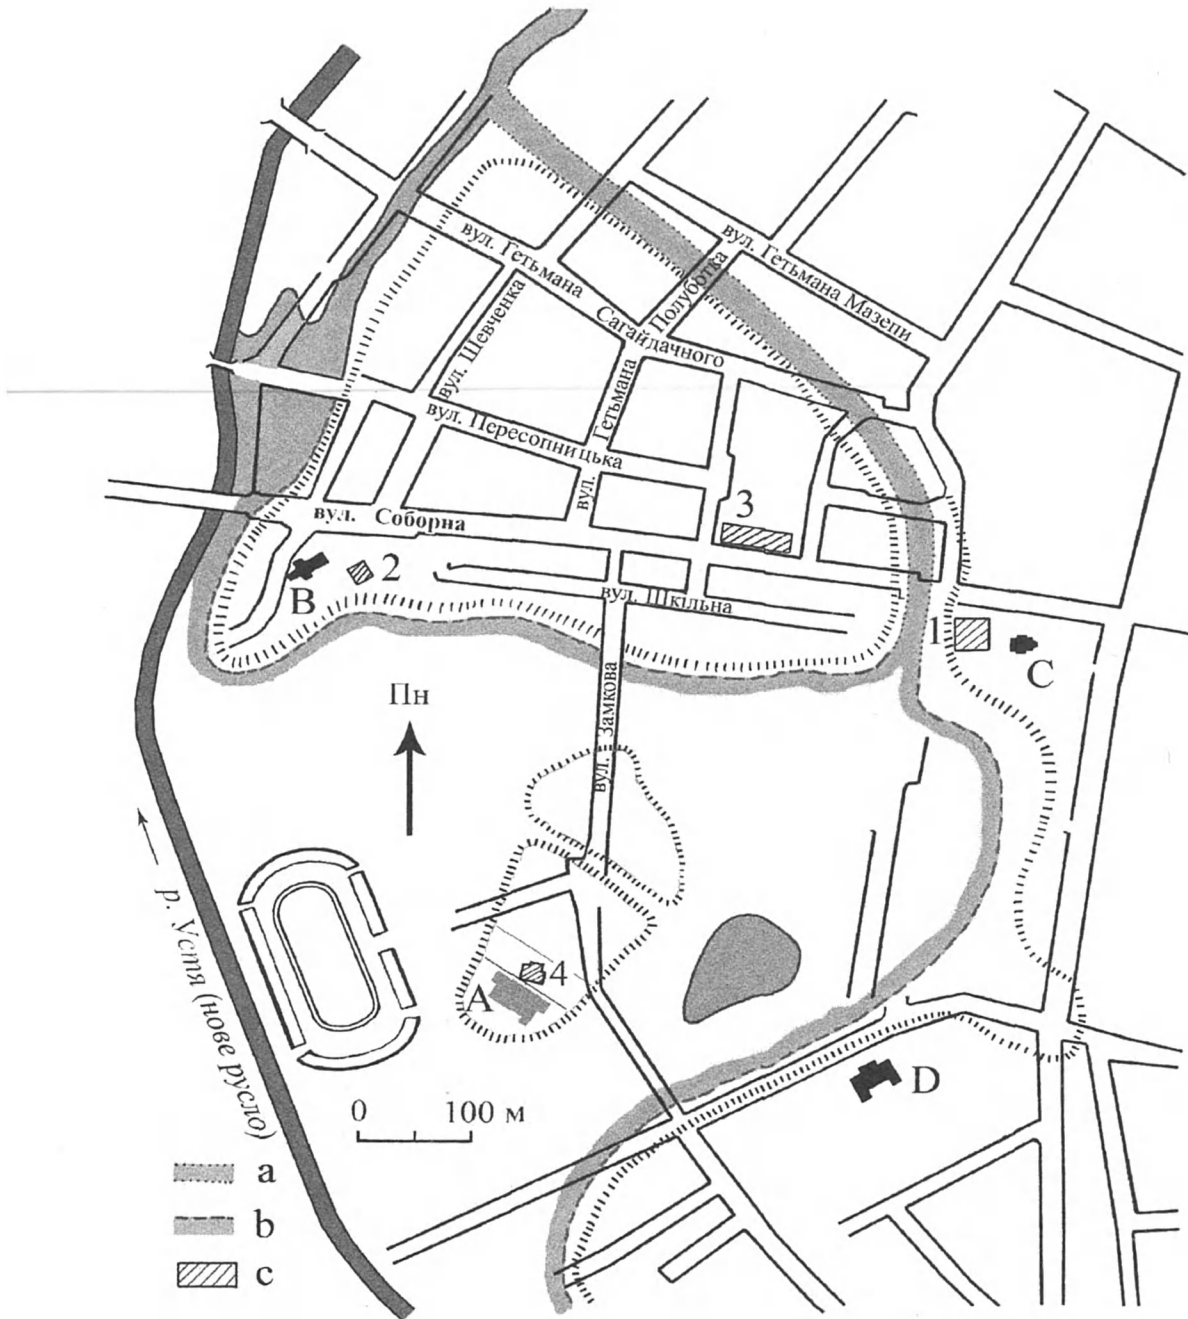 вул. Гетьмана Сагайдачного
вул. Гетьмана Мазепи
вул. Гетьмана Полуботка
вул. Шевченка
вул. Пересопницька
вул. Соборна
3
2
B
вул. Шкільна
1
C
Пн
вул. Замкова
р. Устя (нове русло)
4
A
D
0 100 м
a
b
c